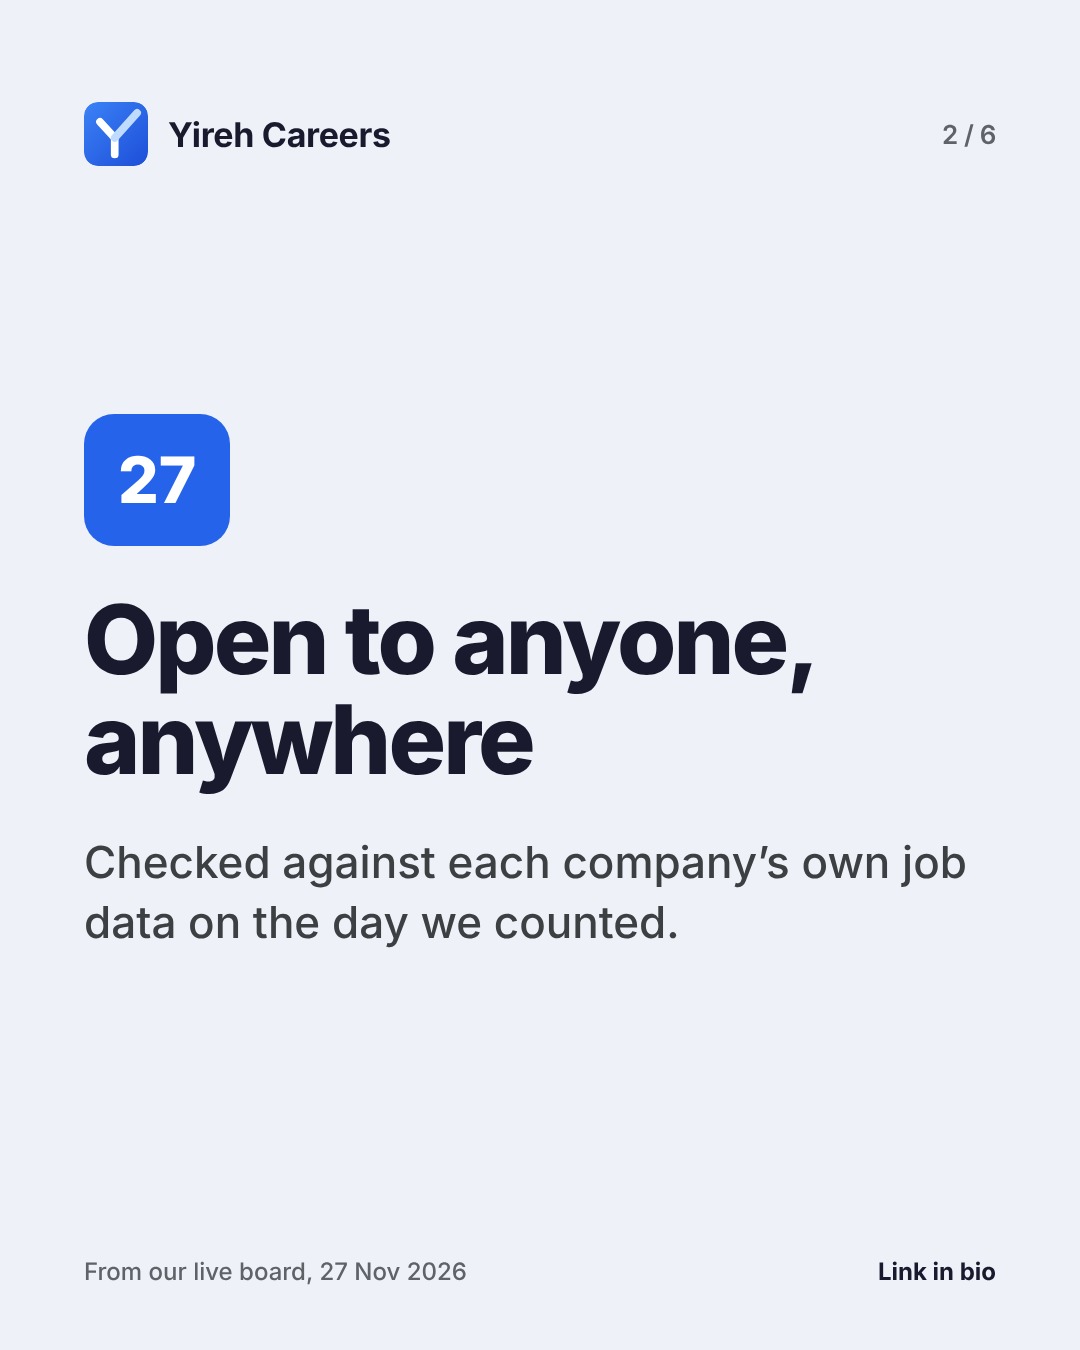 Yireh Careers
2 / 6
27
Open to anyone,
anywhere
Checked against each company’s own job
data on the day we counted.
From our live board, 27 Nov 2026
Link in bio